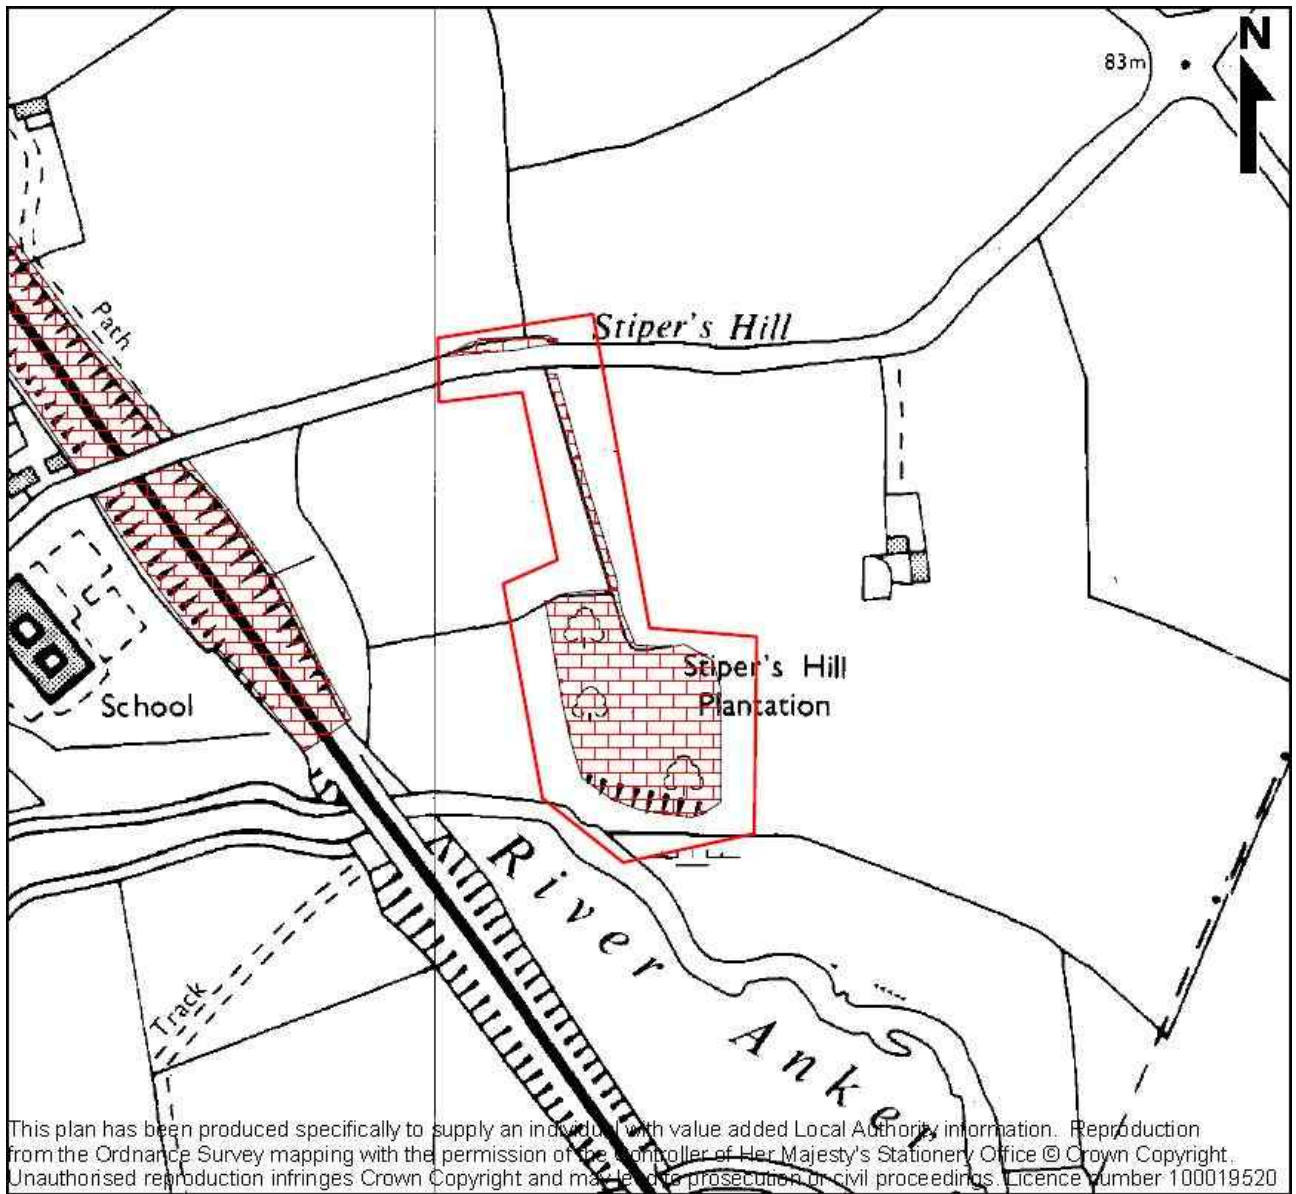 N
83m
Path
Stiper's Hill
Stiper's Hill
Plantation
School
River
Anker
Track
This plan has been produced specifically to supply an individual with value added Local Authority information. Reproduction
from the Ordnance Survey mapping with the permission of the Controller of Her Majesty's Stationery Office © Crown Copyright.
Unauthorised reproduction infringes Crown Copyright and may lead to prosecution or civil proceedings. Licence number 100019520